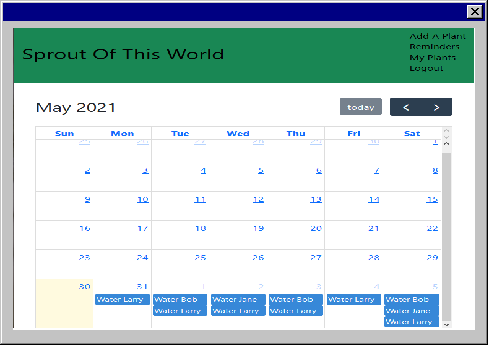 Add A Plant
Reminders
Sprout Of This World
My Plants
Logout
May 2021
today
< >
Sun Mon Tue Wed Thu Fri Sat
25 26 27 28 29 30 1
2 3 4 5 6 7 8
9 10 11 12 13 14 15
16 17 18 19 20 21 22
23 24 25 26 27 28 29
30 31 1 2 3 4 5
Water Larry Water Bob Water Jane Water Bob Water Larry Water Bob
Water Larry Water Larry Water Larry Water Jane
Water Larry